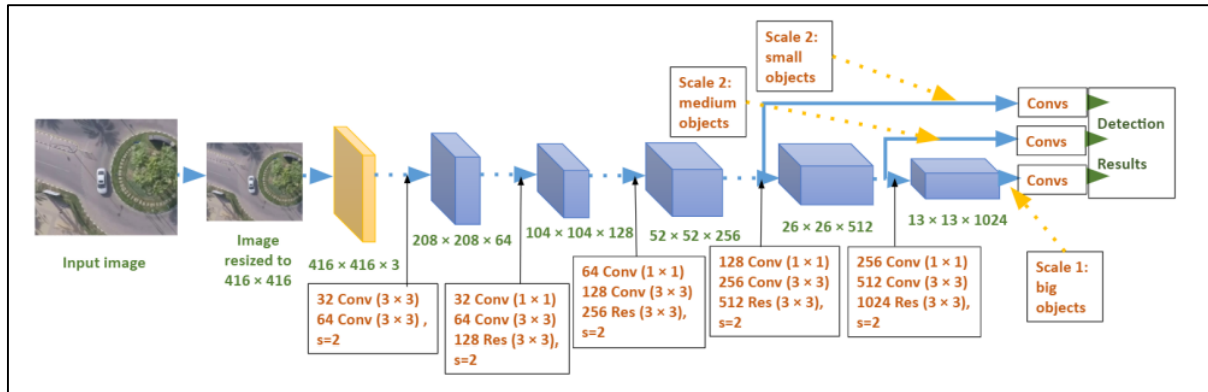 Scale 2:
small
objects
Scale 2:
medium
objects
Convs
Convs
Convs
Detection
Results
Input image
Image
resized to
416 × 416
416 × 416 × 3
208 × 208 × 64
104 × 104 × 128
52 × 52 × 256
26 × 26 × 512
13 × 13 × 1024
32 Conv (3 × 3)
64 Conv (3 × 3) ,
s=2
32 Conv (1 × 1)
64 Conv (3 × 3)
128 Res (3 × 3),
s=2
64 Conv (1 × 1)
128 Conv (3 × 3)
256 Res (3 × 3),
s=2
128 Conv (1 × 1)
256 Conv (3 × 3)
512 Res (3 × 3),
s=2
256 Conv (1 × 1)
512 Conv (3 × 3)
1024 Res (3 × 3),
s=2
Scale 1:
big
objects